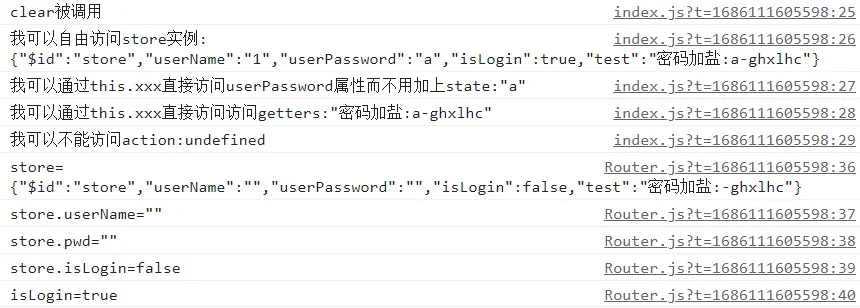 clear被调用 index.js?t=1686111605598:25
我可以自由访问store实例: index.js?t=1686111605598:26
{"$id":"store","userName":"1","userPassword":"a","isLogin":true,"test":"密码加盐:a-ghxlhc"}
我可以通过this.xxx直接访问userPassword属性而不用加上state:"a" index.js?t=1686111605598:27
我可以通过this.xxx直接访问访问getters:"密码加盐:a-ghxlhc" index.js?t=1686111605598:28
我可以不能访问action:undefined index.js?t=1686111605598:29
store= Router.js?t=1686111605598:36
{"$id":"store","userName":"","userPassword":"","isLogin":false,"test":"密码加盐:-ghxlhc"}
store.userName="" Router.js?t=1686111605598:37
store.pwd="" Router.js?t=1686111605598:38
store.isLogin=false Router.js?t=1686111605598:39
isLogin=true Router.js?t=1686111605598:40